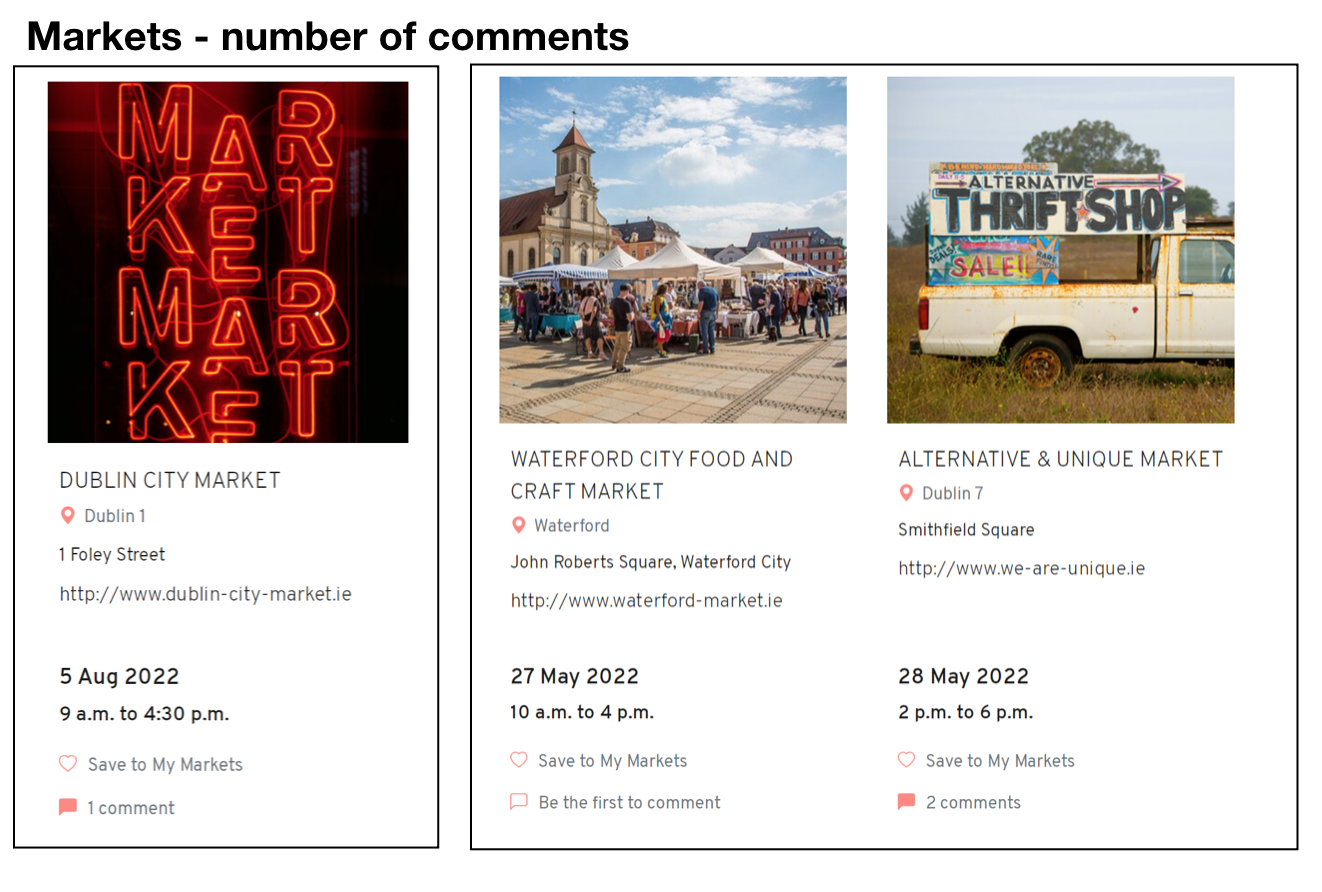 Markets - number of comments
MAR
KET
MAR
KET
DUBLIN CITY MARKET
Dublin 1
1 Foley Street
http://www.dublin-city-market.ie
5 Aug 2022
9 a.m. to 4:30 p.m.
Save to My Markets
1 comment
WATERFORD CITY FOOD AND
CRAFT MARKET
Waterford
John Roberts Square, Waterford City
http://www.waterford-market.ie
27 May 2022
10 a.m. to 4 p.m.
Save to My Markets
Be the first to comment
ALTERNATIVE
THRIFT SHOP
SALE!!
ALTERNATIVE & UNIQUE MARKET
Dublin 7
Smithfield Square
http://www.we-are-unique.ie
28 May 2022
2 p.m. to 6 p.m.
Save to My Markets
2 comments